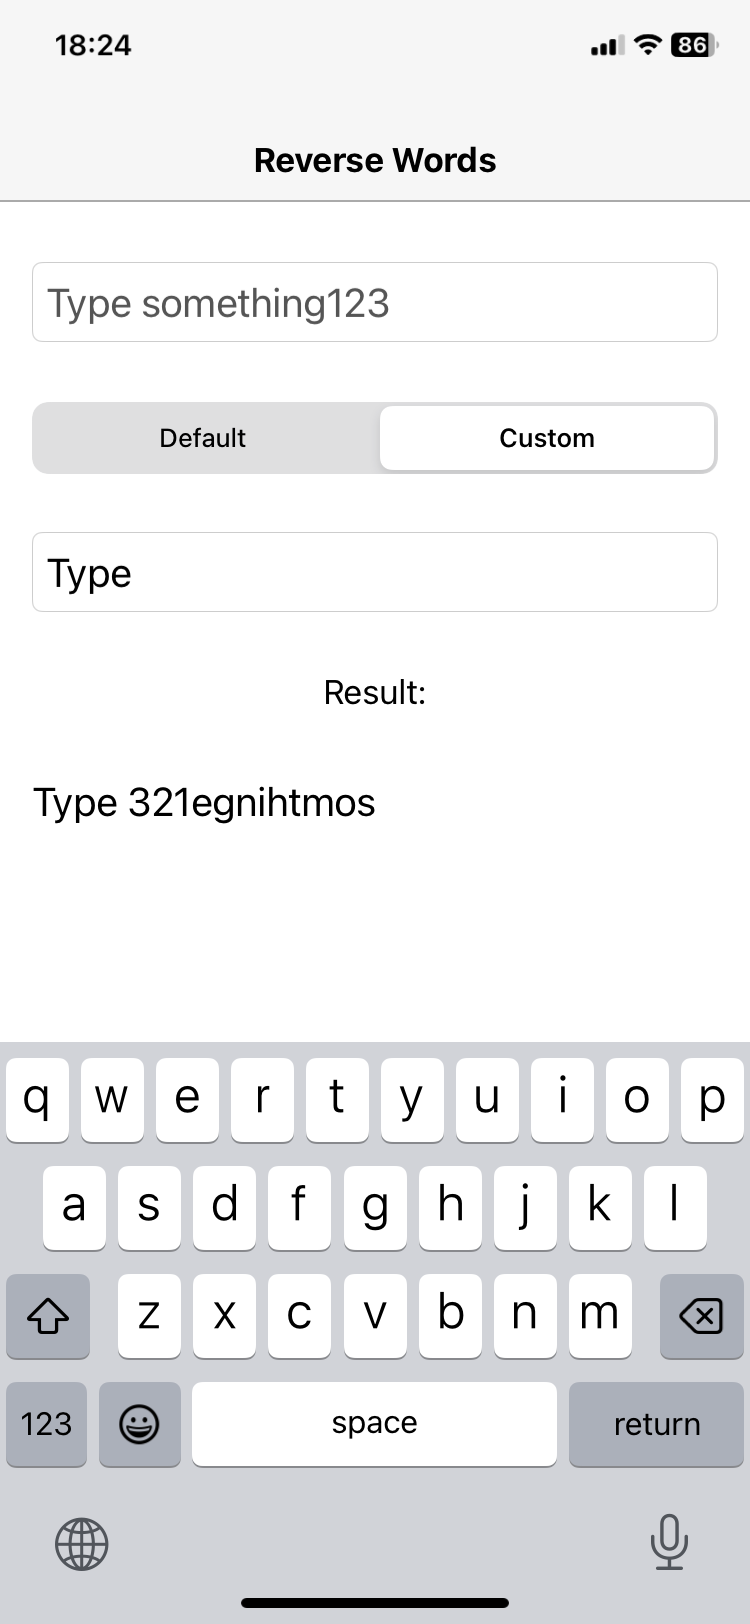 18:24
86
Reverse Words
Type something123
Default Custom
Type
Result:
Type 321egnihtmos
q w e r t y u i o p
a s d f g h j k l
z x c v b n m
123 space return